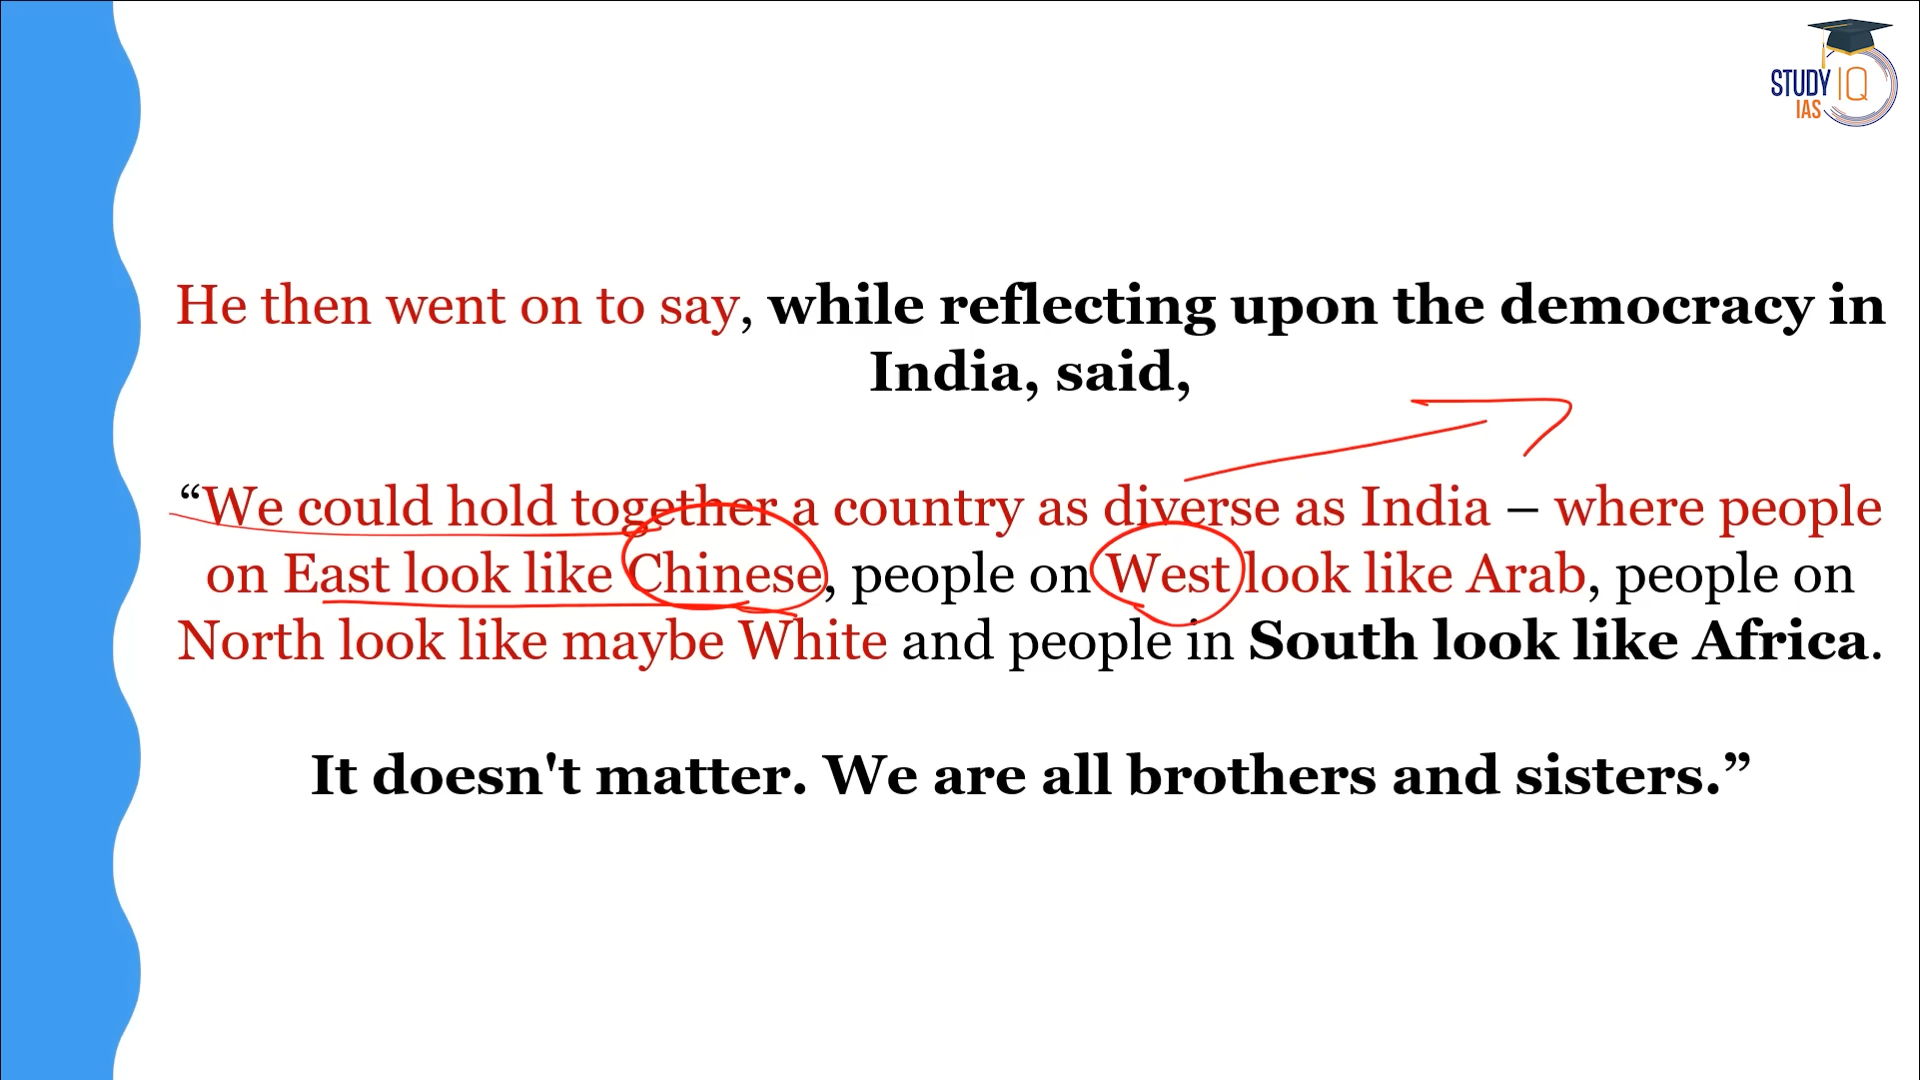 STUDY IQ
IAS
He then went on to say, while reflecting upon the democracy in
India, said,
“We could hold together a country as diverse as India – where people
on East look like Chinese, people on West look like Arab, people on
North look like maybe White and people in South look like Africa.
It doesn't matter. We are all brothers and sisters.”